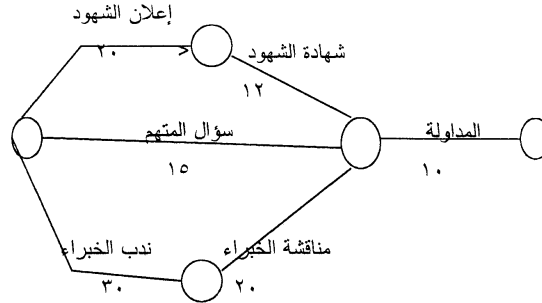 إعلان الشهود
٢٠
شهادة الشهود
١٢
سؤال المتهم
١٥
المداولة
١٠
ندب الخبراء
٣٠
مناقشة الخبراء
٢٠